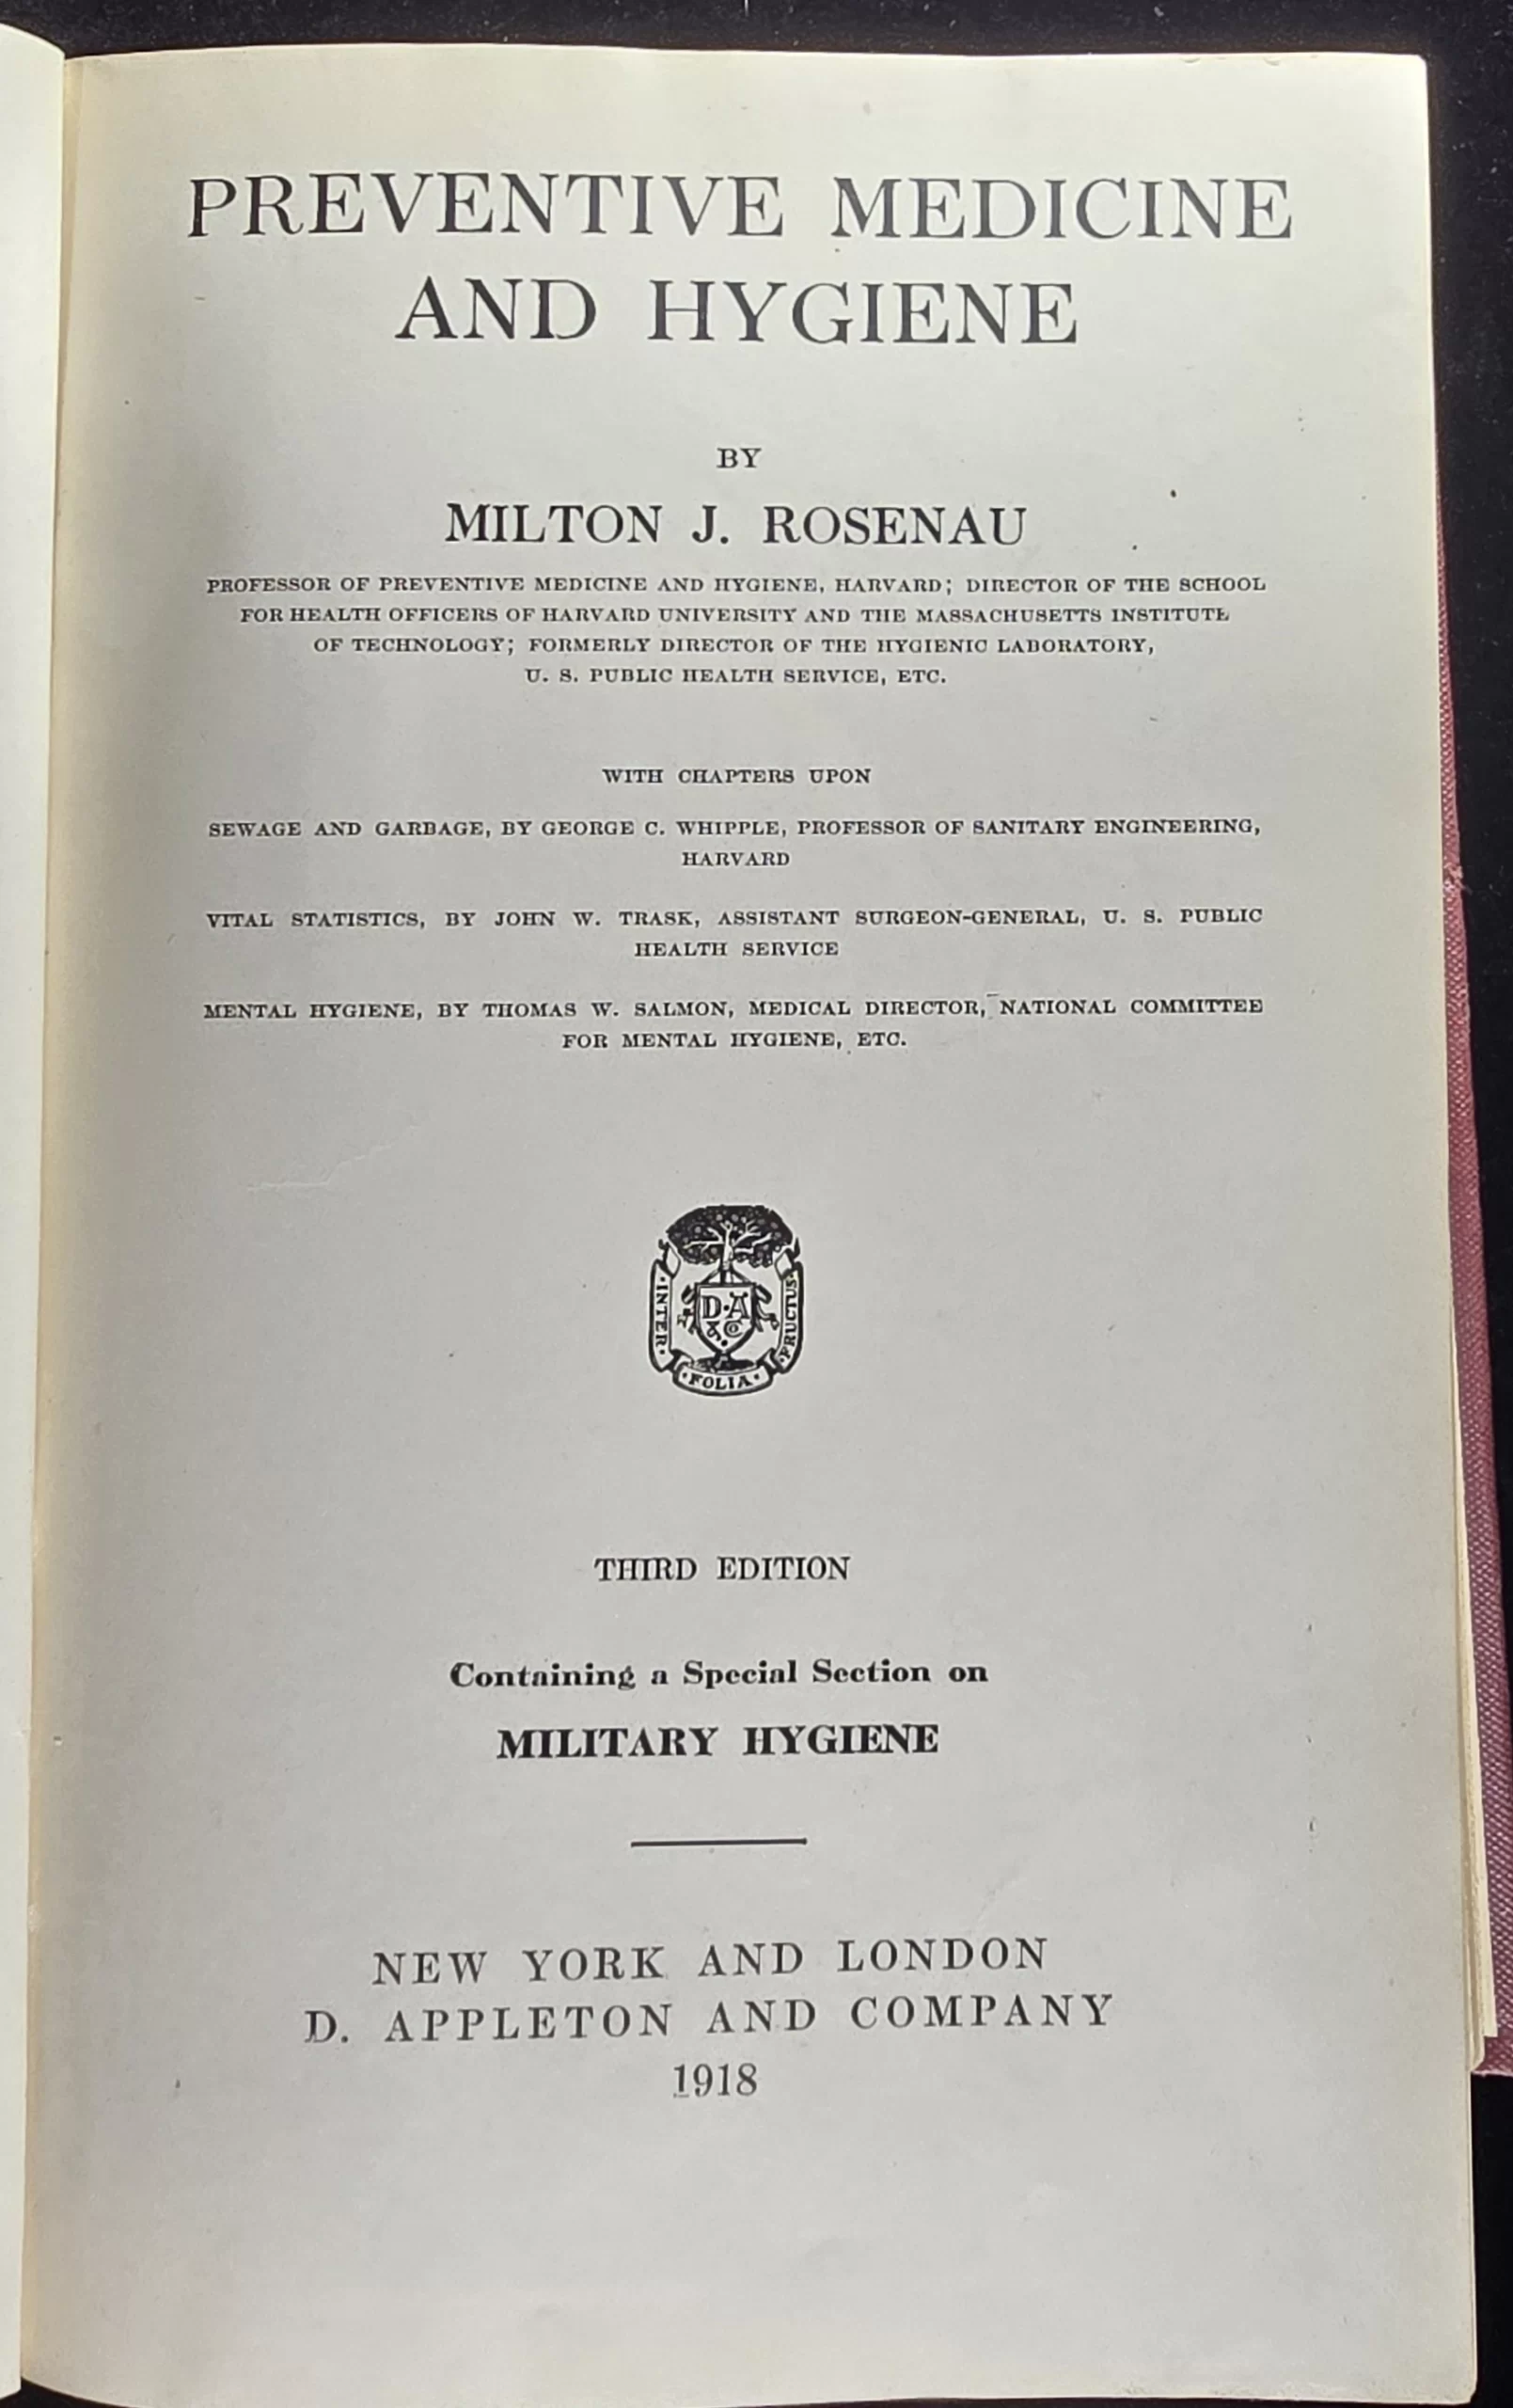 PREVENTIVE MEDICINE
AND HYGIENE
BY
MILTON J. ROSENAU
PROFESSOR OF PREVENTIVE MEDICINE AND HYGIENE, HARVARD; DIRECTOR OF THE SCHOOL
FOR HEALTH OFFICERS OF HARVARD UNIVERSITY AND THE MASSACHUSETTS INSTITUTE
OF TECHNOLOGY; FORMERLY DIRECTOR OF THE HYGIENIC LABORATORY,
U. S. PUBLIC HEALTH SERVICE, ETC.
WITH CHAPTERS UPON
SEWAGE AND GARBAGE, BY GEORGE C. WHIPPLE, PROFESSOR OF SANITARY ENGINEERING,
HARVARD
VITAL STATISTICS, BY JOHN W. TRASK, ASSISTANT SURGEON-GENERAL, U. S. PUBLIC
HEALTH SERVICE
MENTAL HYGIENE, BY THOMAS W. SALMON, MEDICAL DIRECTOR, NATIONAL COMMITTEE
FOR MENTAL HYGIENE, ETC.
·INTER·
·FOLIA·
·FRUCTUS·
D·A
& Co
THIRD EDITION
Containing a Special Section on
MILITARY HYGIENE
NEW YORK AND LONDON
D. APPLETON AND COMPANY
1918